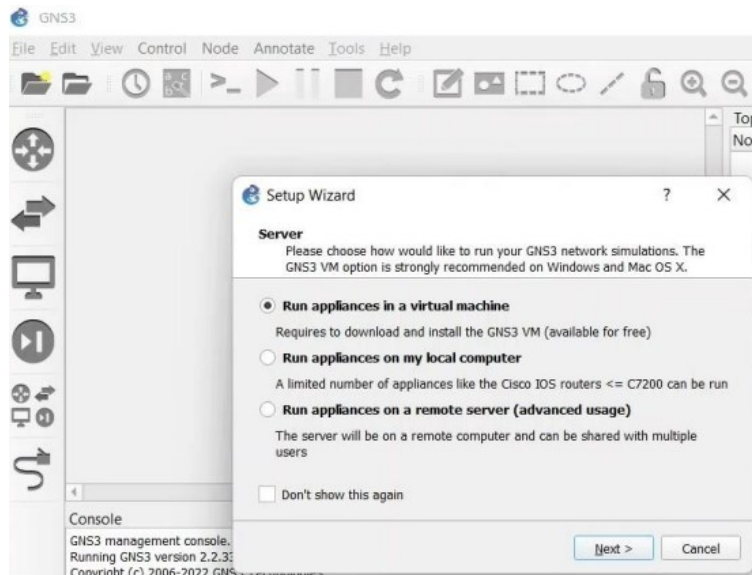 GNS3
File Edit View Control Node Annotate Tools Help
Setup Wizard ? X
Server
Please choose how would like to run your GNS3 network simulations. The
GNS3 VM option is strongly recommended on Windows and Mac OS X.
Run appliances in a virtual machine
Requires to download and install the GNS3 VM (available for free)
Run appliances on my local computer
A limited number of appliances like the Cisco IOS routers <= C7200 can be run
Run appliances on a remote server (advanced usage)
The server will be on a remote computer and can be shared with multiple
users
Don't show this again
Next > Cancel
Console
GNS3 management console.
Running GNS3 version 2.2.3
Copyright (c) 2006-2022 GNS3